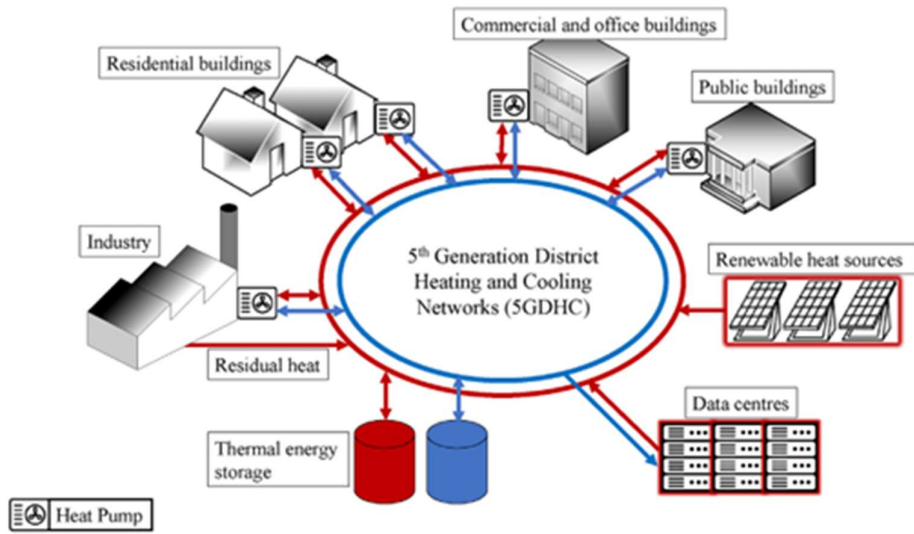 Commercial and office buildings
Residential buildings
Public buildings
Industry
5th Generation District
Heating and Cooling
Networks (5GDHC)
Renewable heat sources
Residual heat
Data centres
Thermal energy
storage
Heat Pump